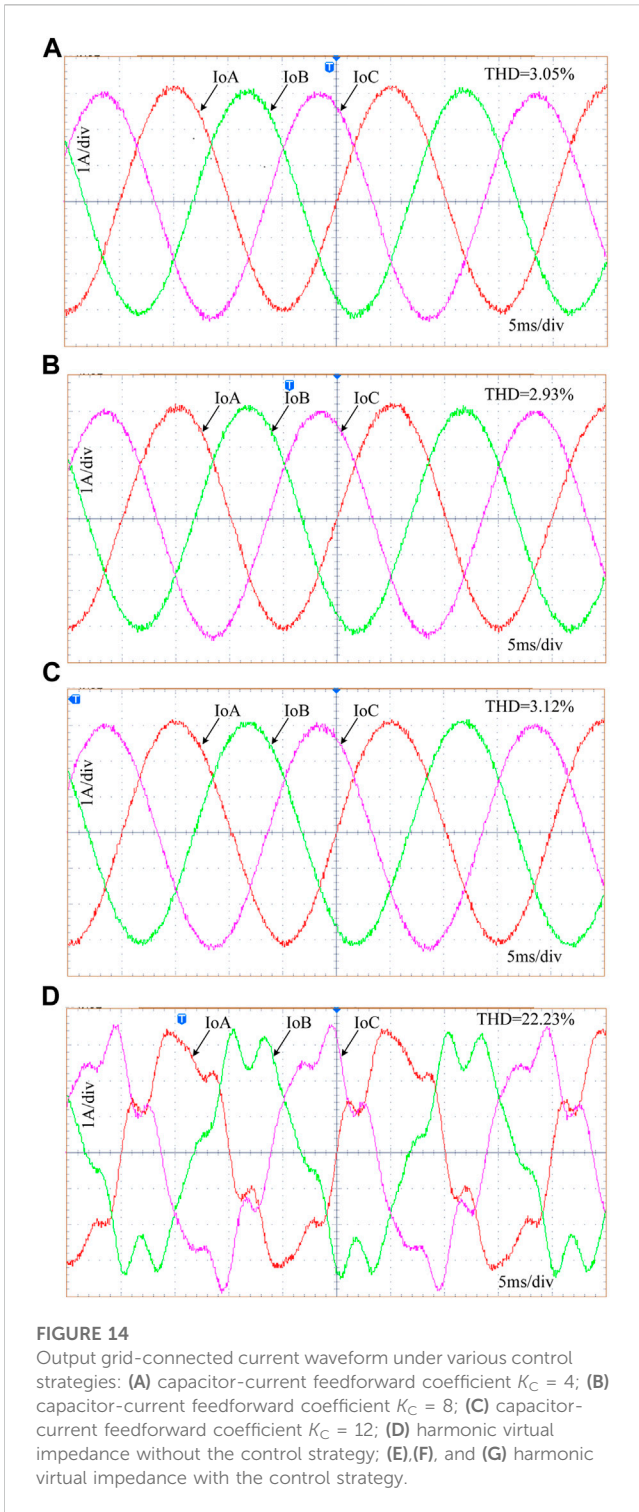 A
T
IoA
IoB
IoC
THD=3.05%
1A/div
5ms/div
B
T
IoA
IoB
IoC
THD=2.93%
1A/div
5ms/div
C
T
IoA
IoB
IoC
THD=3.12%
1A/div
5ms/div
D
T
IoA
IoB
IoC
THD=22.23%
1A/div
5ms/div
FIGURE 14
Output grid-connected current waveform under various control
strategies: (A) capacitor-current feedforward coefficient KC = 4; (B)
capacitor-current feedforward coefficient KC = 8; (C) capacitor-
current feedforward coefficient KC = 12; (D) harmonic virtual
impedance without the control strategy; (E),(F), and (G) harmonic
virtual impedance with the control strategy.